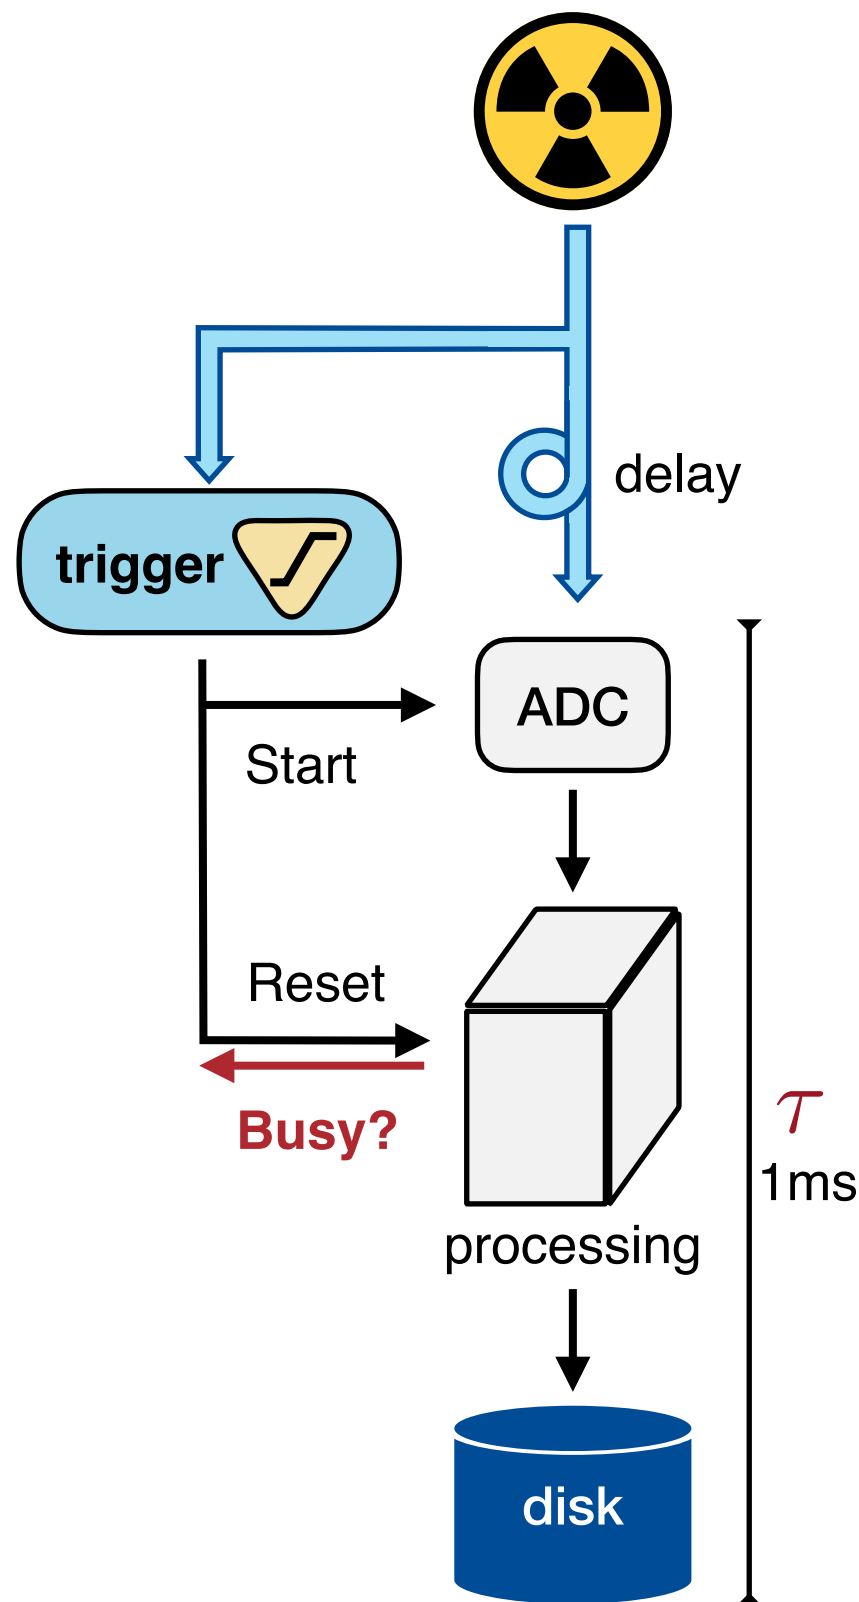 delay
trigger
ADC
Start
Reset
Busy?
τ
1ms
processing
disk